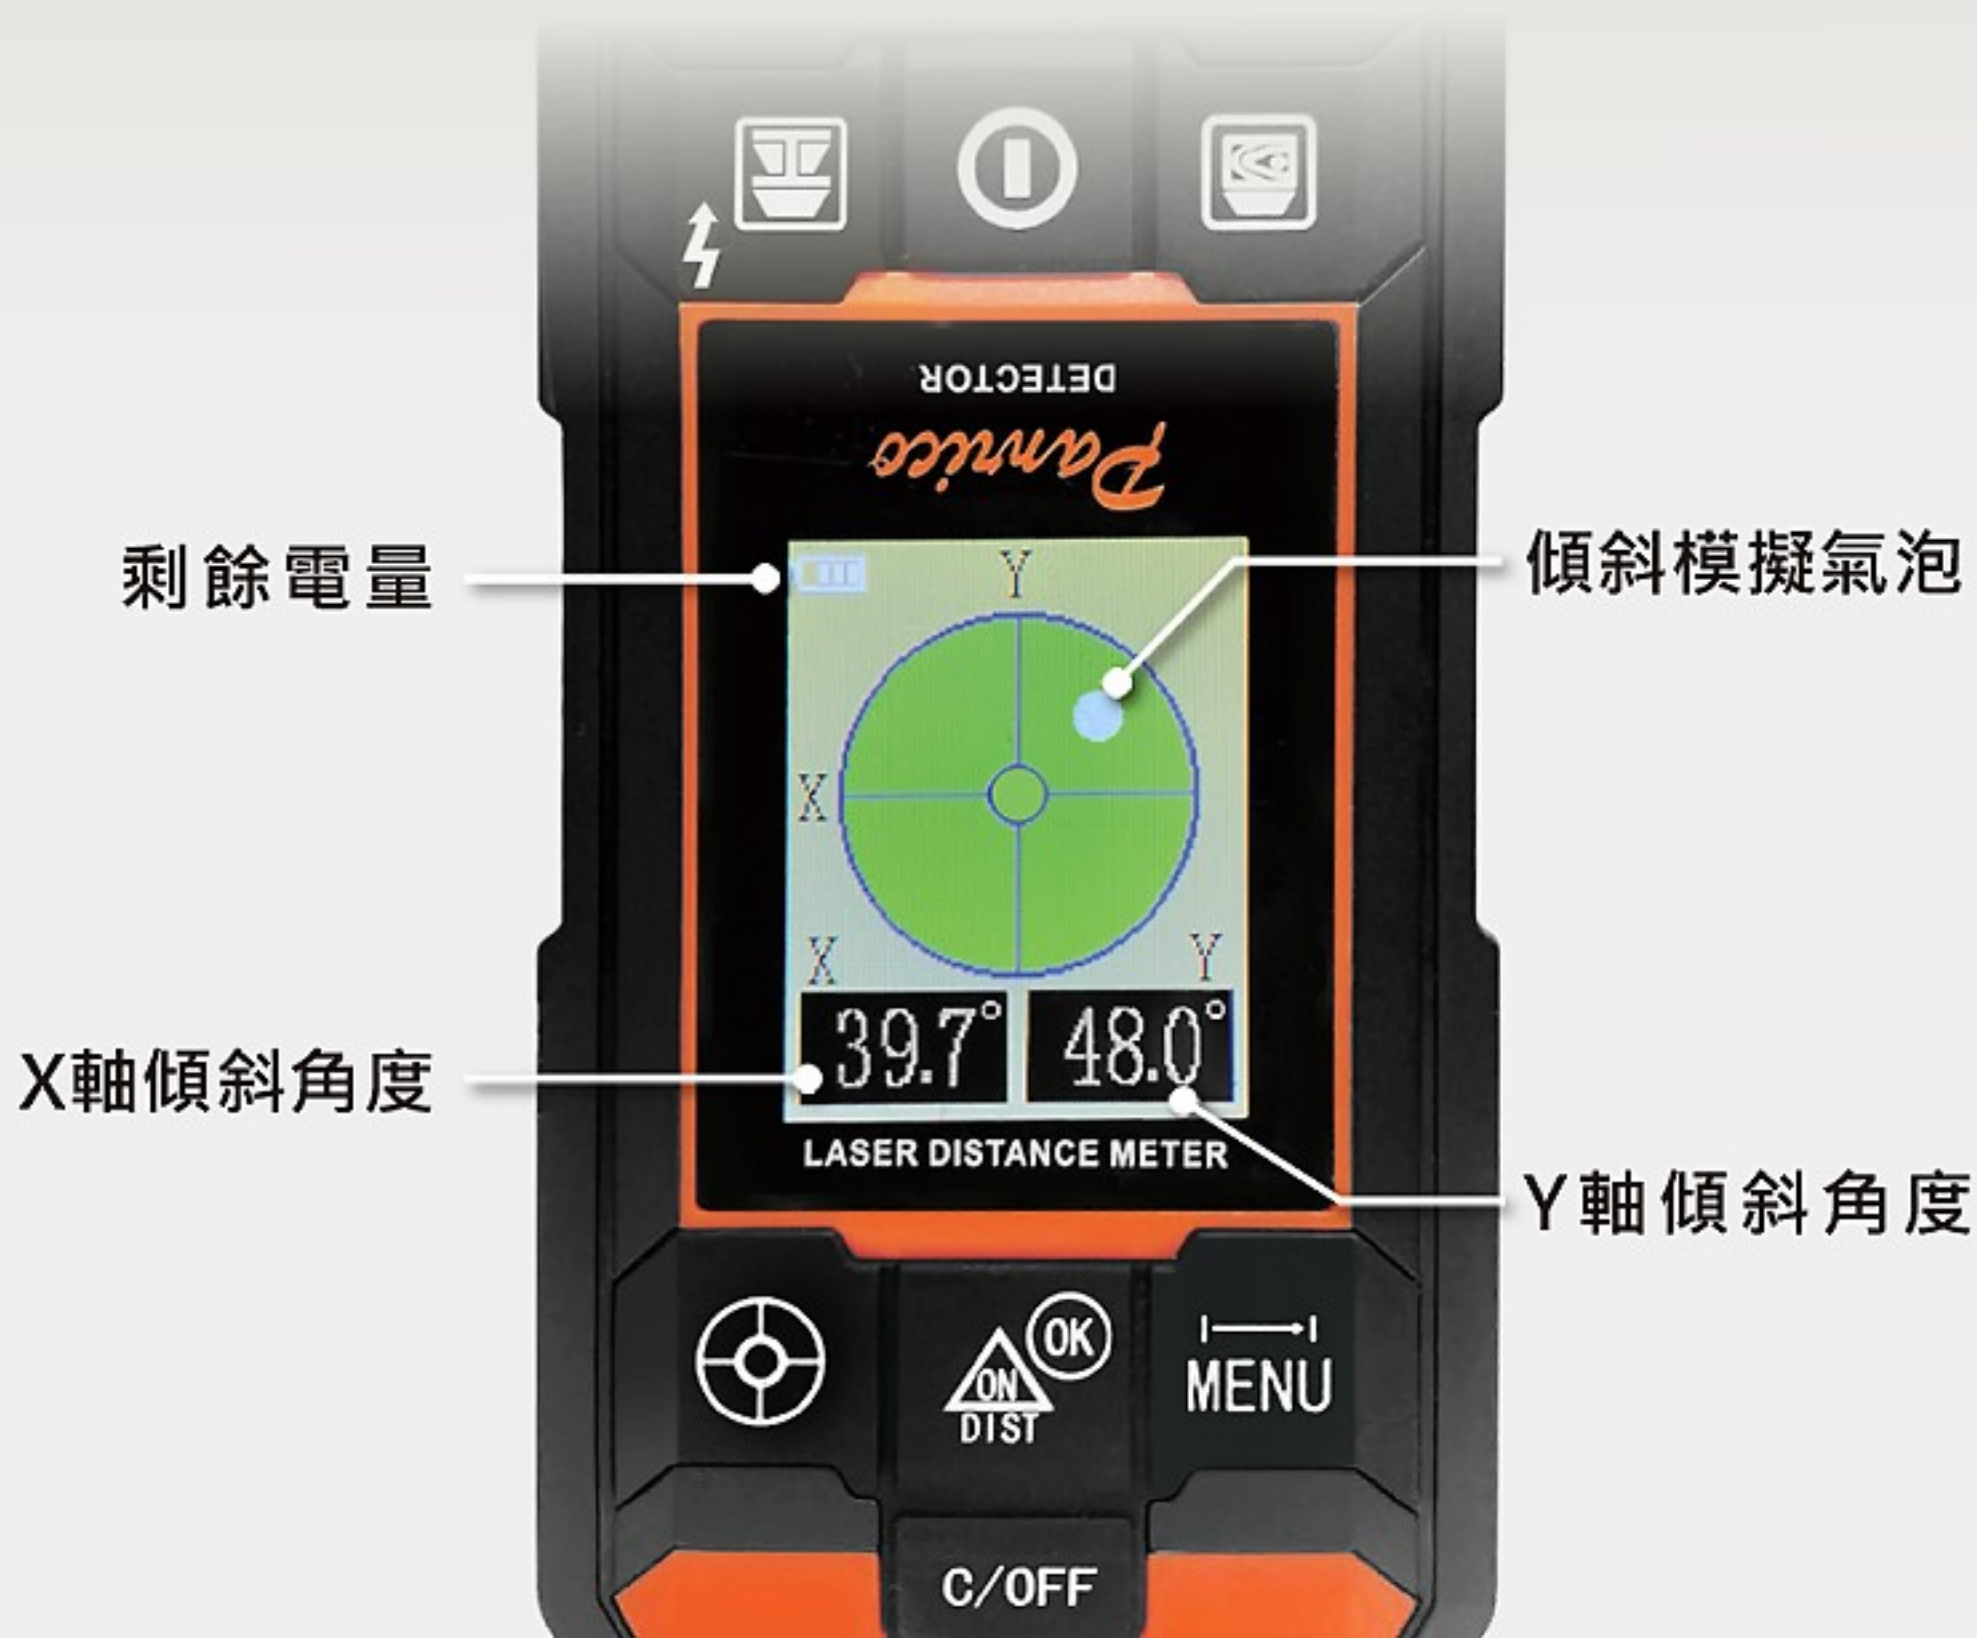 DETECTOR
Panrico
剩餘電量
傾斜模擬氣泡
Y
X
X
Y
39.7°
48.0°
X軸傾斜角度
LASER DISTANCE METER
Y軸傾斜角度
OK
ON
DIST
MENU
C/OFF